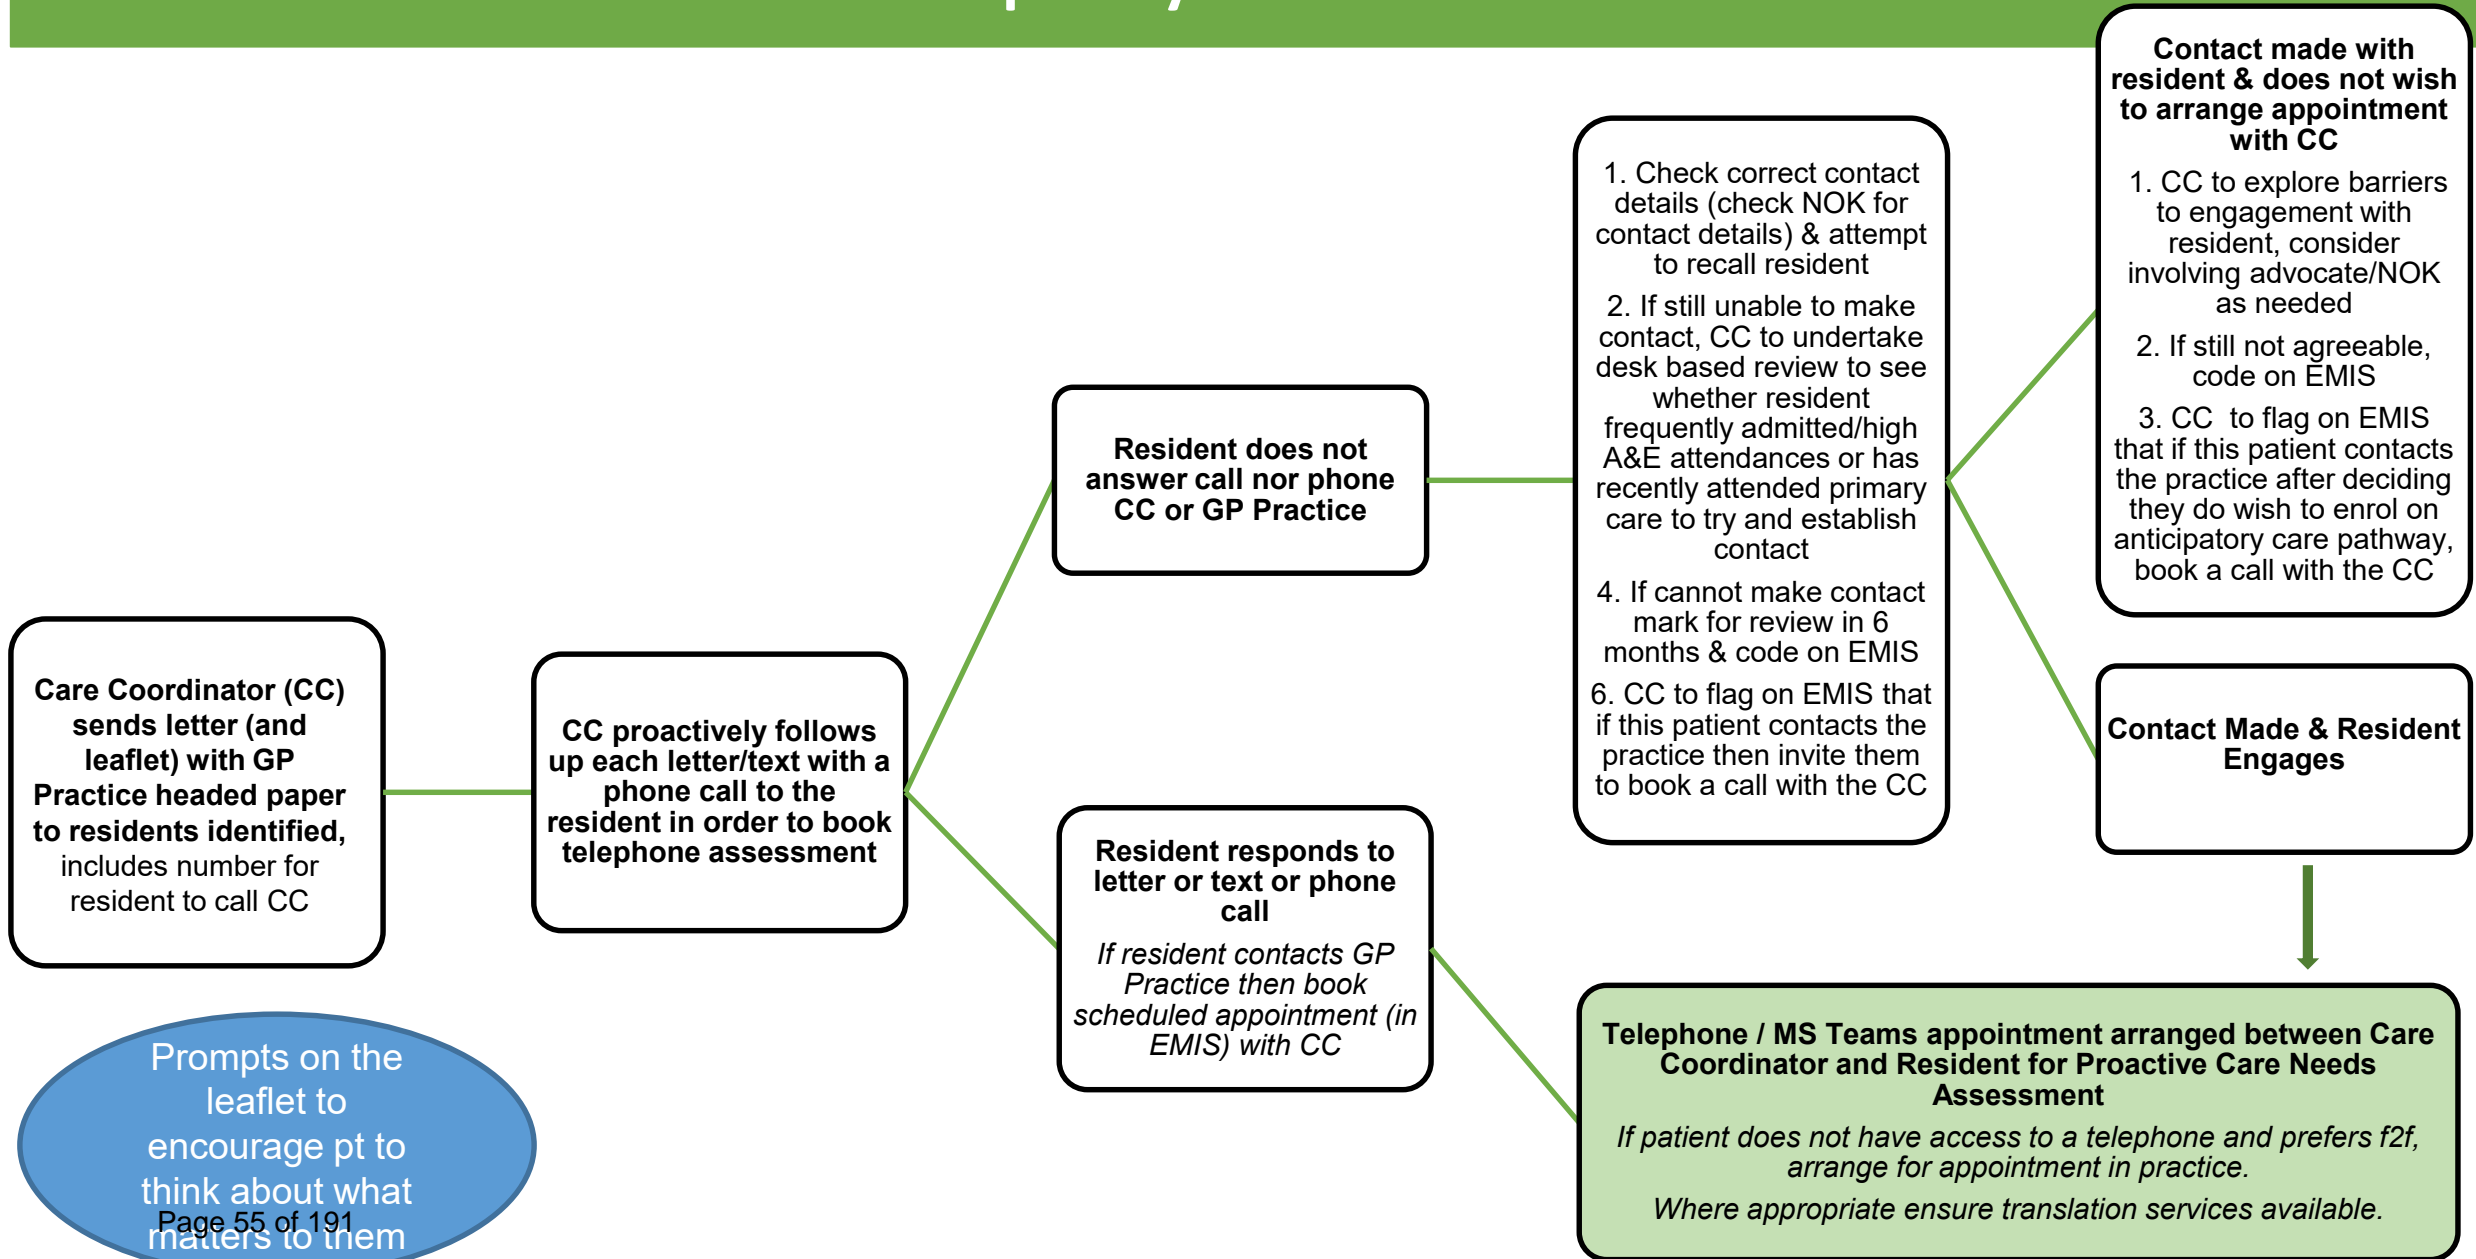 Care Coordinator (CC)
sends letter (and
leaflet) with GP
Practice headed paper
to residents identified,
includes number for
resident to call CC
Prompts on the
leaflet to
encourage pt to
think about what
matters to them
Page 55 of 191
CC proactively follows
up each letter/text with a
phone call to the
resident in order to book
telephone assessment
Resident does not
answer call nor phone
CC or GP Practice
Resident responds to
letter or text or phone
call
If resident contacts GP
Practice then book
scheduled appointment (in
EMIS) with CC
1. Check correct contact
details (check NOK for
contact details) & attempt
to recall resident
2. If still unable to make
contact, CC to undertake
desk based review to see
whether resident
frequently admitted/high
A&E attendances or has
recently attended primary
care to try and establish
contact
4. If cannot make contact
mark for review in 6
months & code on EMIS
6. CC to flag on EMIS that
if this patient contacts the
practice then invite them
to book a call with the CC
Contact made with
resident & does not wish
to arrange appointment
with CC
1. CC to explore barriers
to engagement with
resident, consider
involving advocate/NOK
as needed
2. If still not agreeable,
code on EMIS
3. CC to flag on EMIS
that if this patient contacts
the practice after deciding
they do wish to enrol on
anticipatory care pathway,
book a call with the CC
Contact Made & Resident
Engages
Telephone / MS Teams appointment arranged between Care
Coordinator and Resident for Proactive Care Needs
Assessment
If patient does not have access to a telephone and prefers f2f,
arrange for appointment in practice.
Where appropriate ensure translation services available.